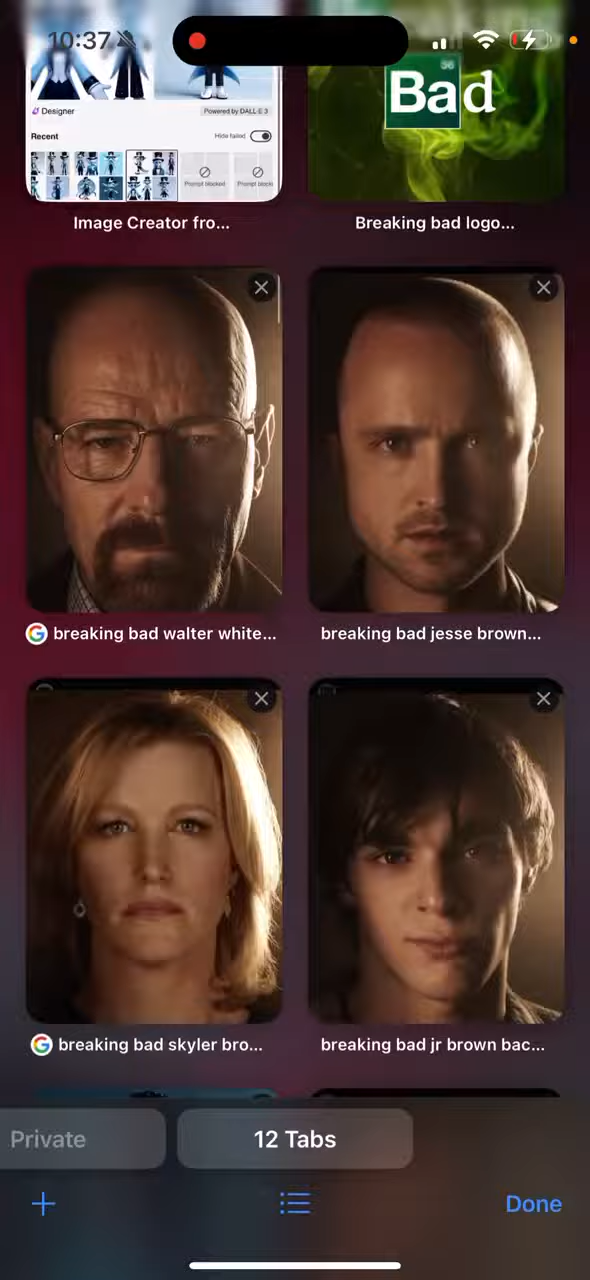 10:37
Designer
Powered by DALL·E 3
Recent
Hide failed
Prompt blocked
Prompt block
36
Bad
Image Creator fro...
Breaking bad logo...
breaking bad walter white...
breaking bad jesse brown...
breaking bad skyler bro...
breaking bad jr brown bac...
Private
12 Tabs
Done